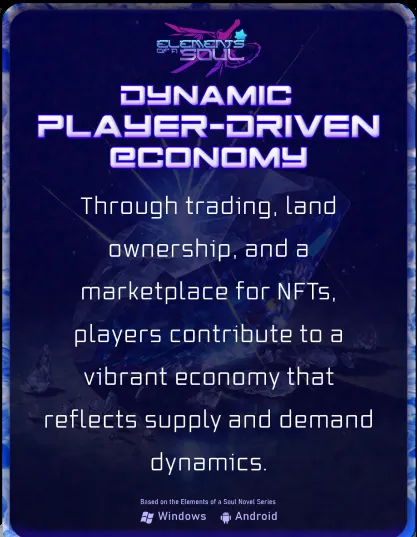 ELEMENTS
OF A SOUL
DYNAMIC
PLAYER-DRIVEN
ECONOMY
Through trading, land
ownership, and a
marketplace for NFTs,
players contribute to a
vibrant economy that
reflects supply and demand
dynamics.
Based on the Elements of a Soul Novel Series
Windows Android